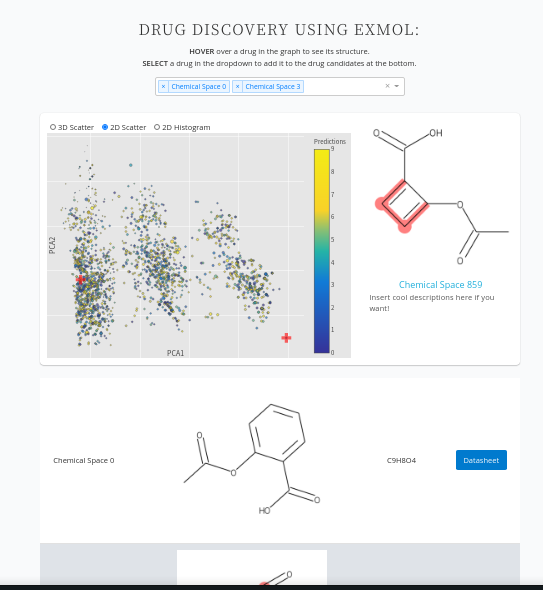 DRUG DISCOVERY USING EXMOL:
HOVER over a drug in the graph to see its structure.
SELECT a drug in the dropdown to add it to the drug candidates at the bottom.
× Chemical Space 0 × Chemical Space 3 ×
3D Scatter 2D Scatter 2D Histogram
Predictions
9
8
7
6
5
4
3
2
1
0
PCA2
PCA1
O
OH
O
O
Chemical Space 859
Insert cool descriptions here if you
want!
Chemical Space 0
O
O
HO
O
C9H8O4
Datasheet
O